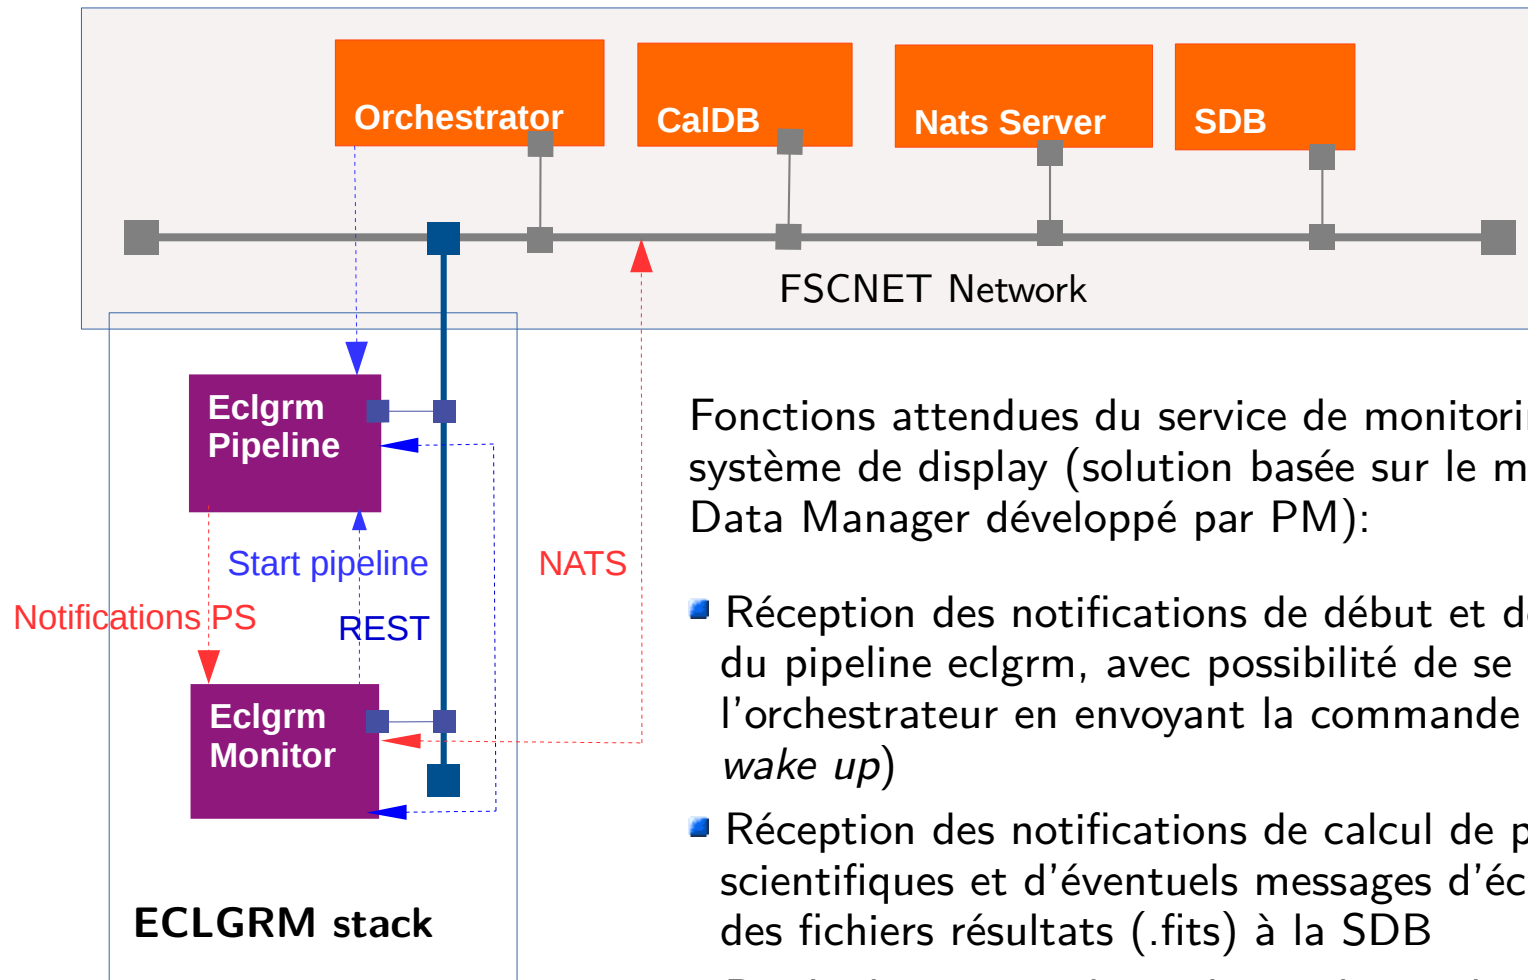 Orchestrator
CalDB
Nats Server
SDB
FSCNET Network
Eclgrm
Pipeline
Start pipeline
NATS
Notifications PS
REST
Eclgrm
Monitor
ECLGRM stack
Fonctions attendues du service de
système de display (solution basée sur le
Data Manager développé par PM):
Réception des notifications de début et
du pipeline eclgrm, avec possibilité de se
l'orchestrateur en envoyant la commande
wake up)
Réception des notifications de calcul de
scientifiques et d'éventuels messages
des fichiers résultats (.fits) à la SDB